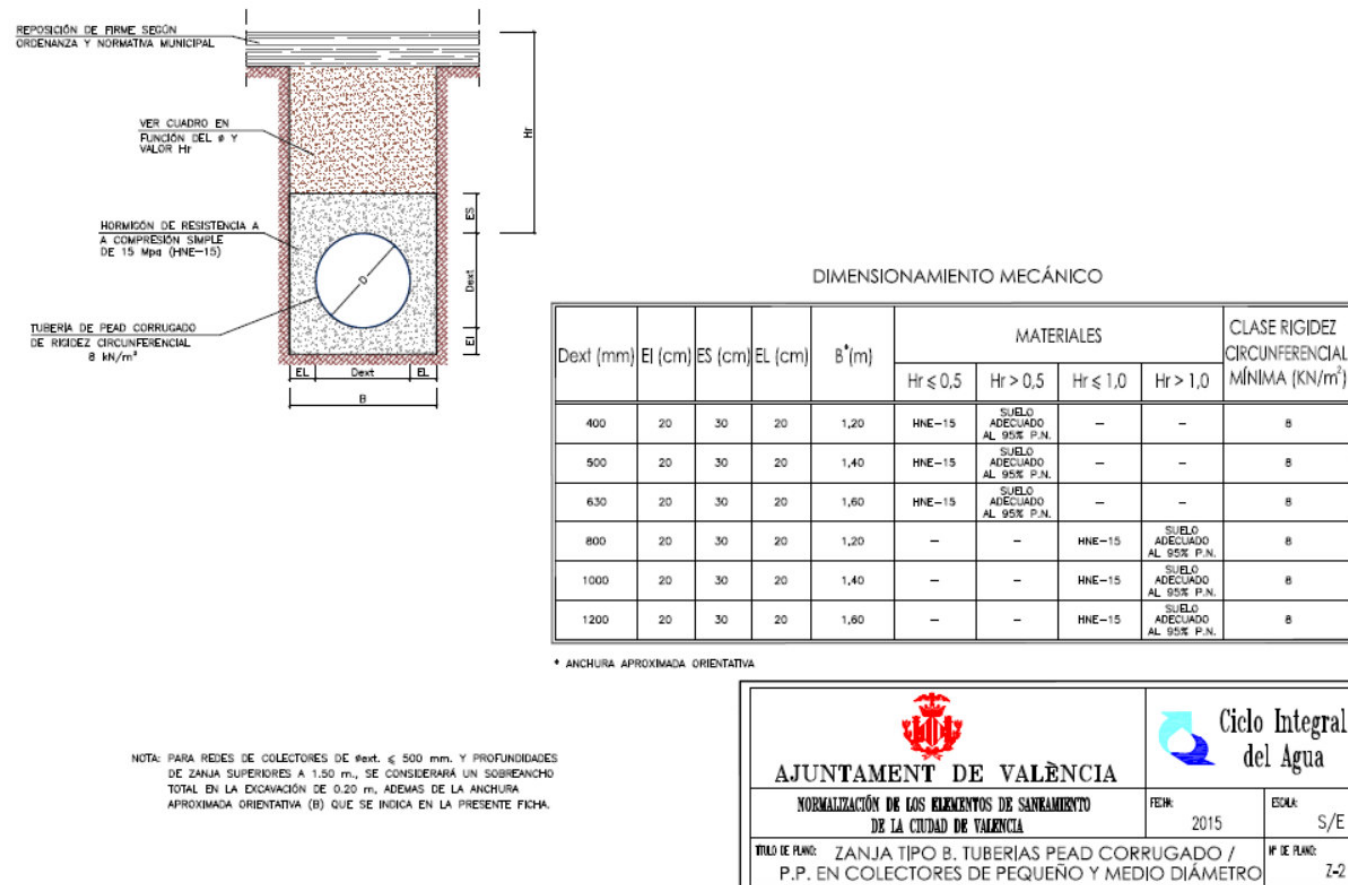 REPOSICIÓN DE FIRME SEGÚN
ORDENANZA Y NORMATIVA MUNICIPAL
VER CUADRO EN
FUNCIÓN DEL ø Y
VALOR Hr
HORMIGÓN DE RESISTENCIA A
A COMPRESIÓN SIMPLE
DE 15 Mpa (HNE-15)
TUBERÍA DE PEAD CORRUGADO
DE RIGIDEZ CIRCUNFERENCIAL
8 kN/m²
Hr
ES
Dext
EI
D
EL Dext EL
B
DIMENSIONAMIENTO MECÁNICO
Dext (mm) EI (cm) ES (cm) EL (cm) B*(m) MATERIALES CLASE RIGIDEZ CIRCUNFERENCIAL MÍNIMA (KN/m²)
Hr ≤ 0,5 Hr > 0,5 Hr ≤ 1,0 Hr > 1,0
400 20 30 20 1,20 HNE-15 SUELO ADECUADO AL 95% P.N. – – 8
500 20 30 20 1,40 HNE-15 SUELO ADECUADO AL 95% P.N. – – 8
630 20 30 20 1,60 HNE-15 SUELO ADECUADO AL 95% P.N. – – 8
800 20 30 20 1,20 – – HNE-15 SUELO ADECUADO AL 95% P.N. 8
1000 20 30 20 1,40 – – HNE-15 SUELO ADECUADO AL 95% P.N. 8
1200 20 30 20 1,60 – – HNE-15 SUELO ADECUADO AL 95% P.N. 8
* ANCHURA APROXIMADA ORIENTATIVA
NOTA: PARA REDES DE COLECTORES DE øext. ≤ 500 mm. Y PROFUNDIDADES
DE ZANJA SUPERIORES A 1.50 m., SE CONSIDERARÁ UN SOBREANCHO
TOTAL EN LA EXCAVACIÓN DE 0.20 m, ADEMAS DE LA ANCHURA
APROXIMADA ORIENTATIVA (B) QUE SE INDICA EN LA PRESENTE FICHA.
AJUNTAMENT DE VALÈNCIA
Ciclo Integral
del Agua
NORMALIZACIÓN DE LOS ELEMENTOS DE SANEAMIENTO
DE LA CIUDAD DE VALENCIA
FECHA:
2015
ESCALA:
S/E
TÍTULO DE PLANO: ZANJA TIPO B. TUBERÍAS PEAD CORRUGADO /
P.P. EN COLECTORES DE PEQUEÑO Y MEDIO DIÁMETRO
Nº DE PLANO:
Z-2